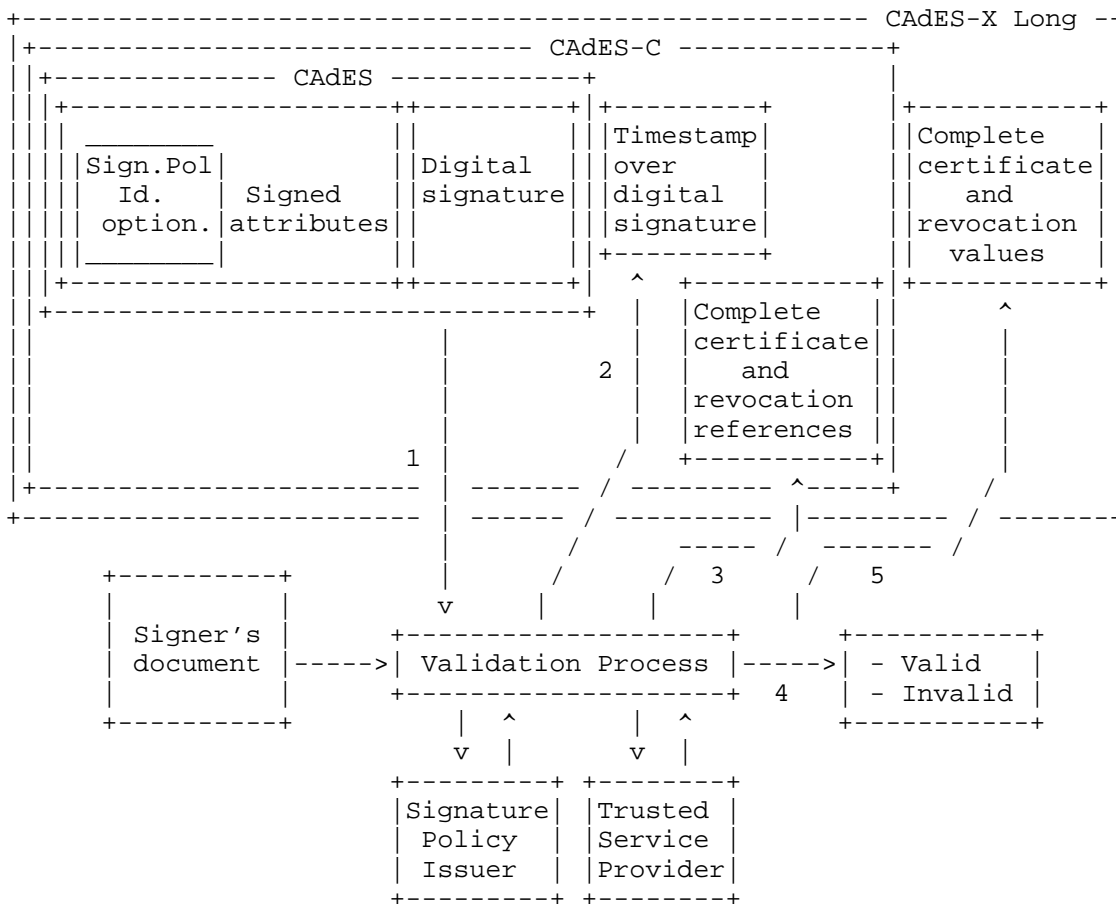 CAdES-X Long
CAdES-C
CAdES
Timestamp
Complete
Sign.Pol
Digital
over
certificate
Id.
Signed
signature
digital
and
option.
attributes
signature
revocation
values
Complete
certificate
2
and
revocation
references
1
3
5
Signer's
document
Validation Process
- Valid
4
- Invalid
Signature
Trusted
Policy
Service
Issuer
Provider